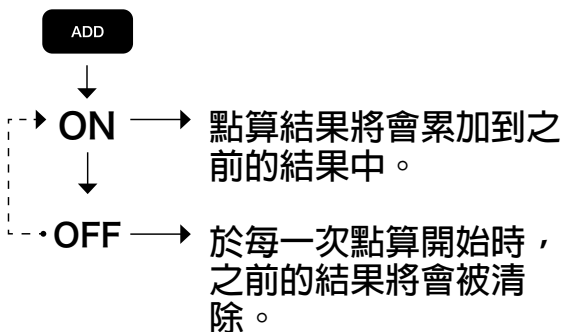 ADD
ON
點算結果將會累加到之
前的結果中。
OFF
於每一次點算開始時，
之前的結果將會被清
除。